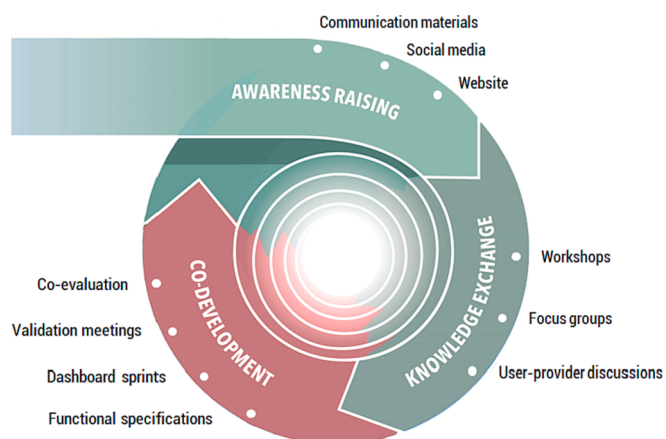 Communication materials
Social media
Website
AWARENESS RAISING
Workshops
Focus groups
User-provider discussions
KNOWLEDGE EXCHANGE
Co-evaluation
Validation meetings
Dashboard sprints
Functional specifications
CO-DEVELOPMENT